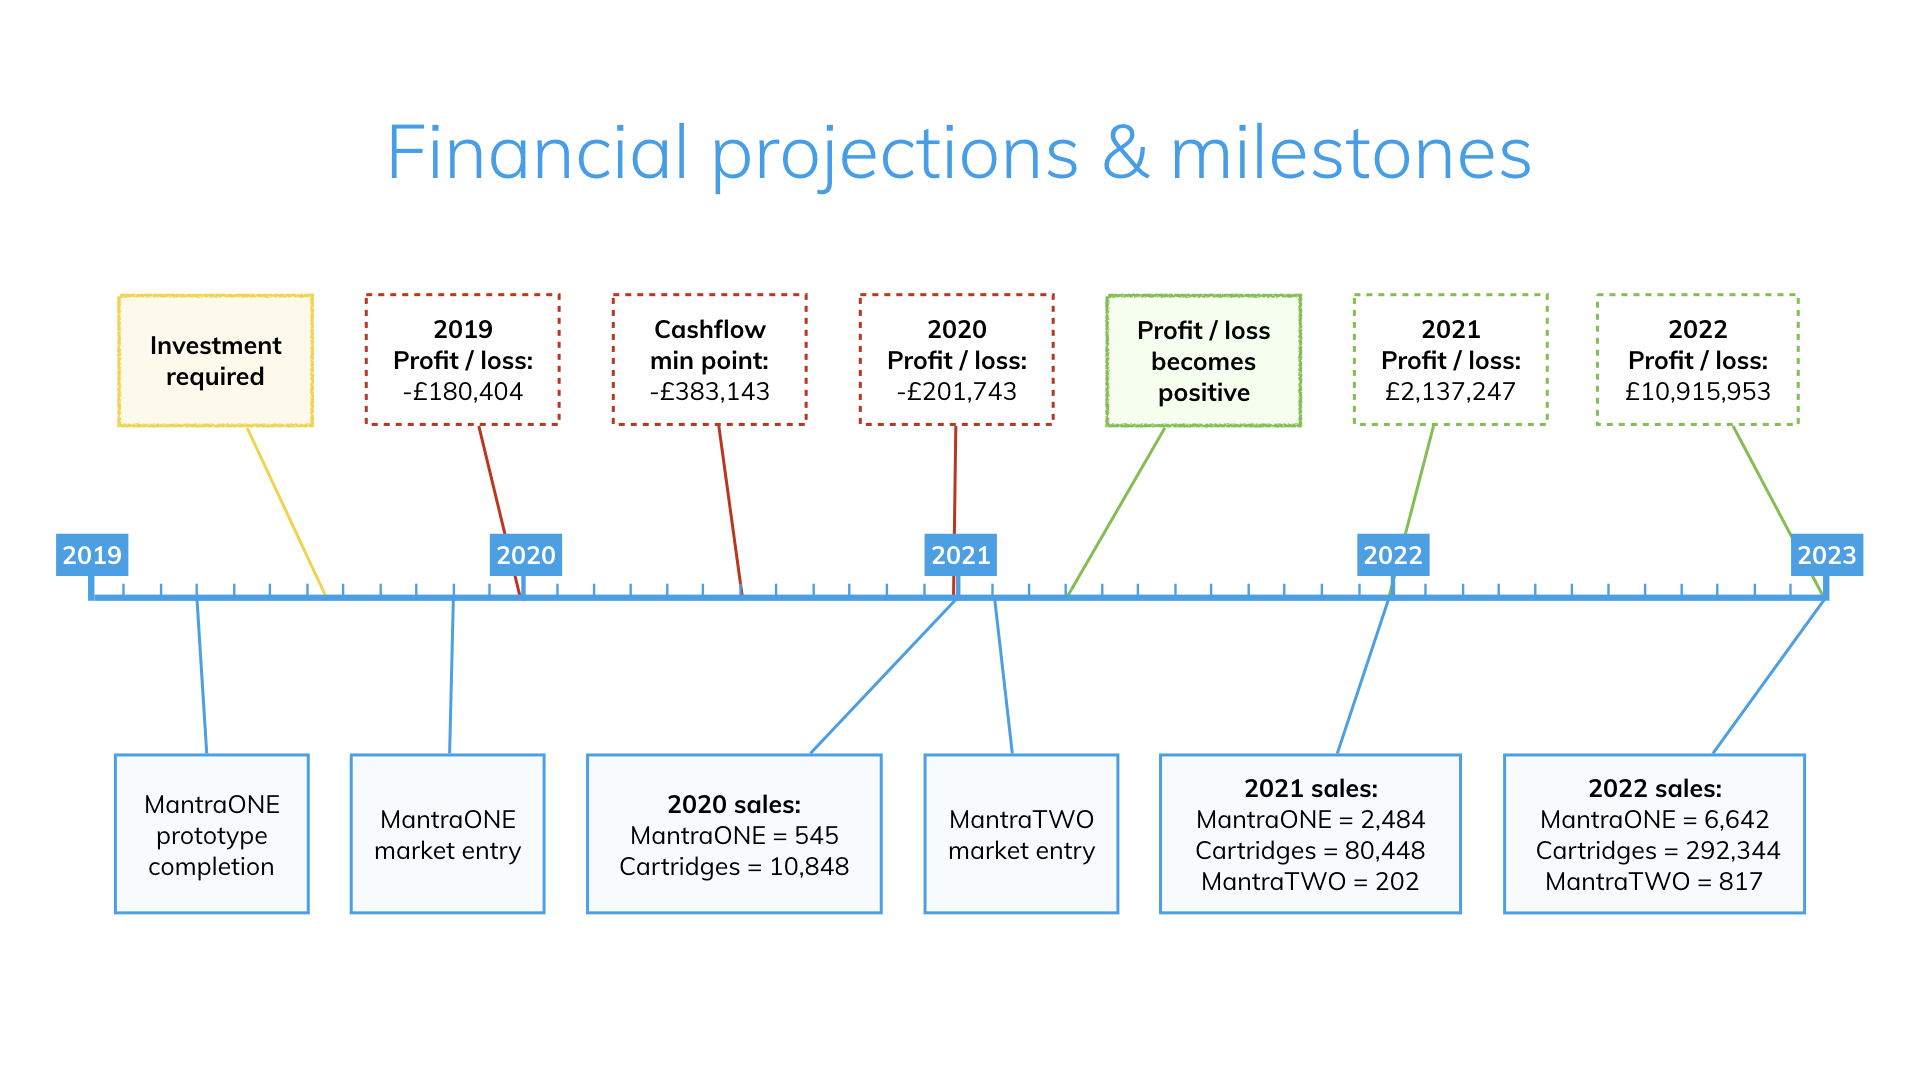 Financial projections & milestones
Investment
required
2019
Profit / loss:
-£180,404
Cashflow
min point:
-£383,143
2020
Profit / loss:
-£201,743
Profit / loss
becomes
positive
2021
Profit / loss:
£2,137,247
2022
Profit / loss:
£10,915,953
2019
2020
2021
2022
2023
MantraONE
prototype
completion
MantraONE
market entry
2020 sales:
MantraONE = 545
Cartridges = 10,848
MantraTWO
market entry
2021 sales:
MantraONE = 2,484
Cartridges = 80,448
MantraTWO = 202
2022 sales:
MantraONE = 6,642
Cartridges = 292,344
MantraTWO = 817